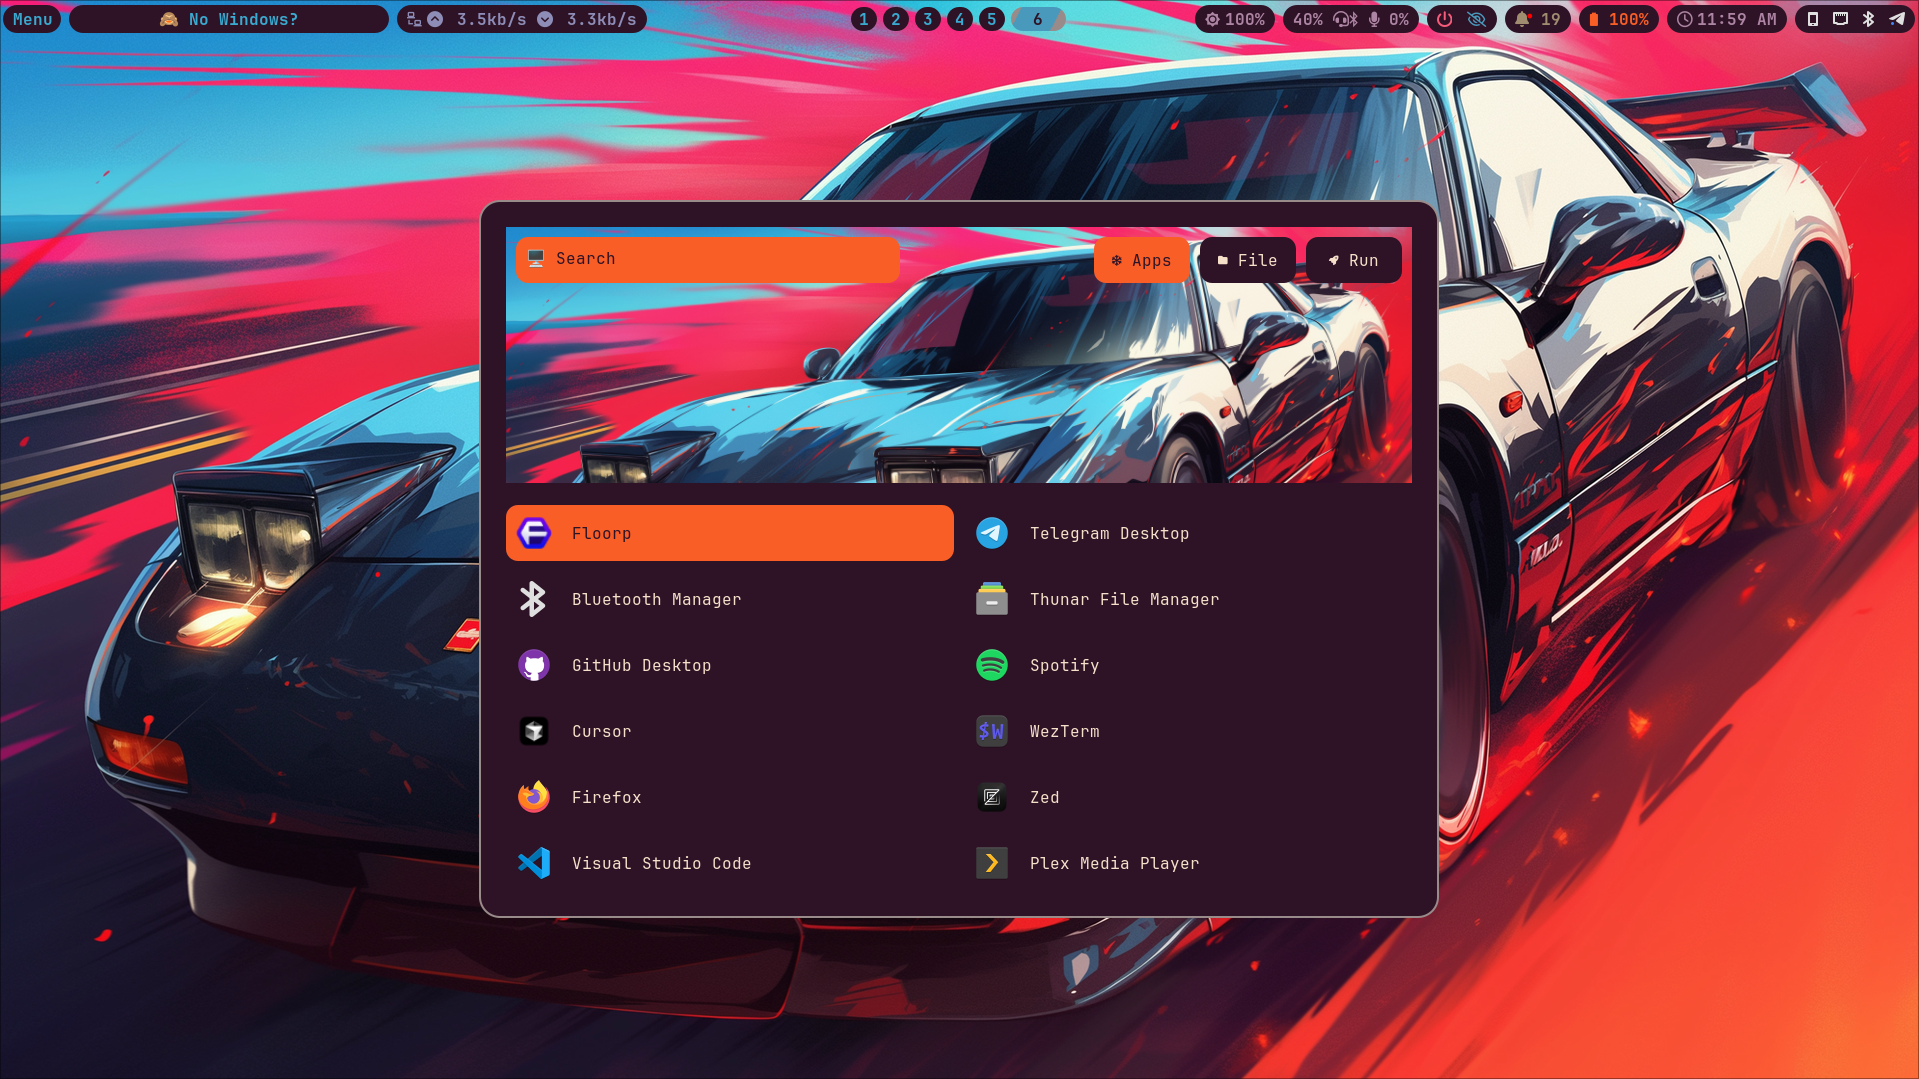 Menu
No Windows?
3.5kb/s 3.3kb/s
1 2 3 4 5 6
100%
40% 0%
19
100%
11:59 AM
Search
Apps File Run
Floorp
Telegram Desktop
Bluetooth Manager
Thunar File Manager
GitHub Desktop
Spotify
Cursor
$W WezTerm
Firefox
Zed
Visual Studio Code
Plex Media Player